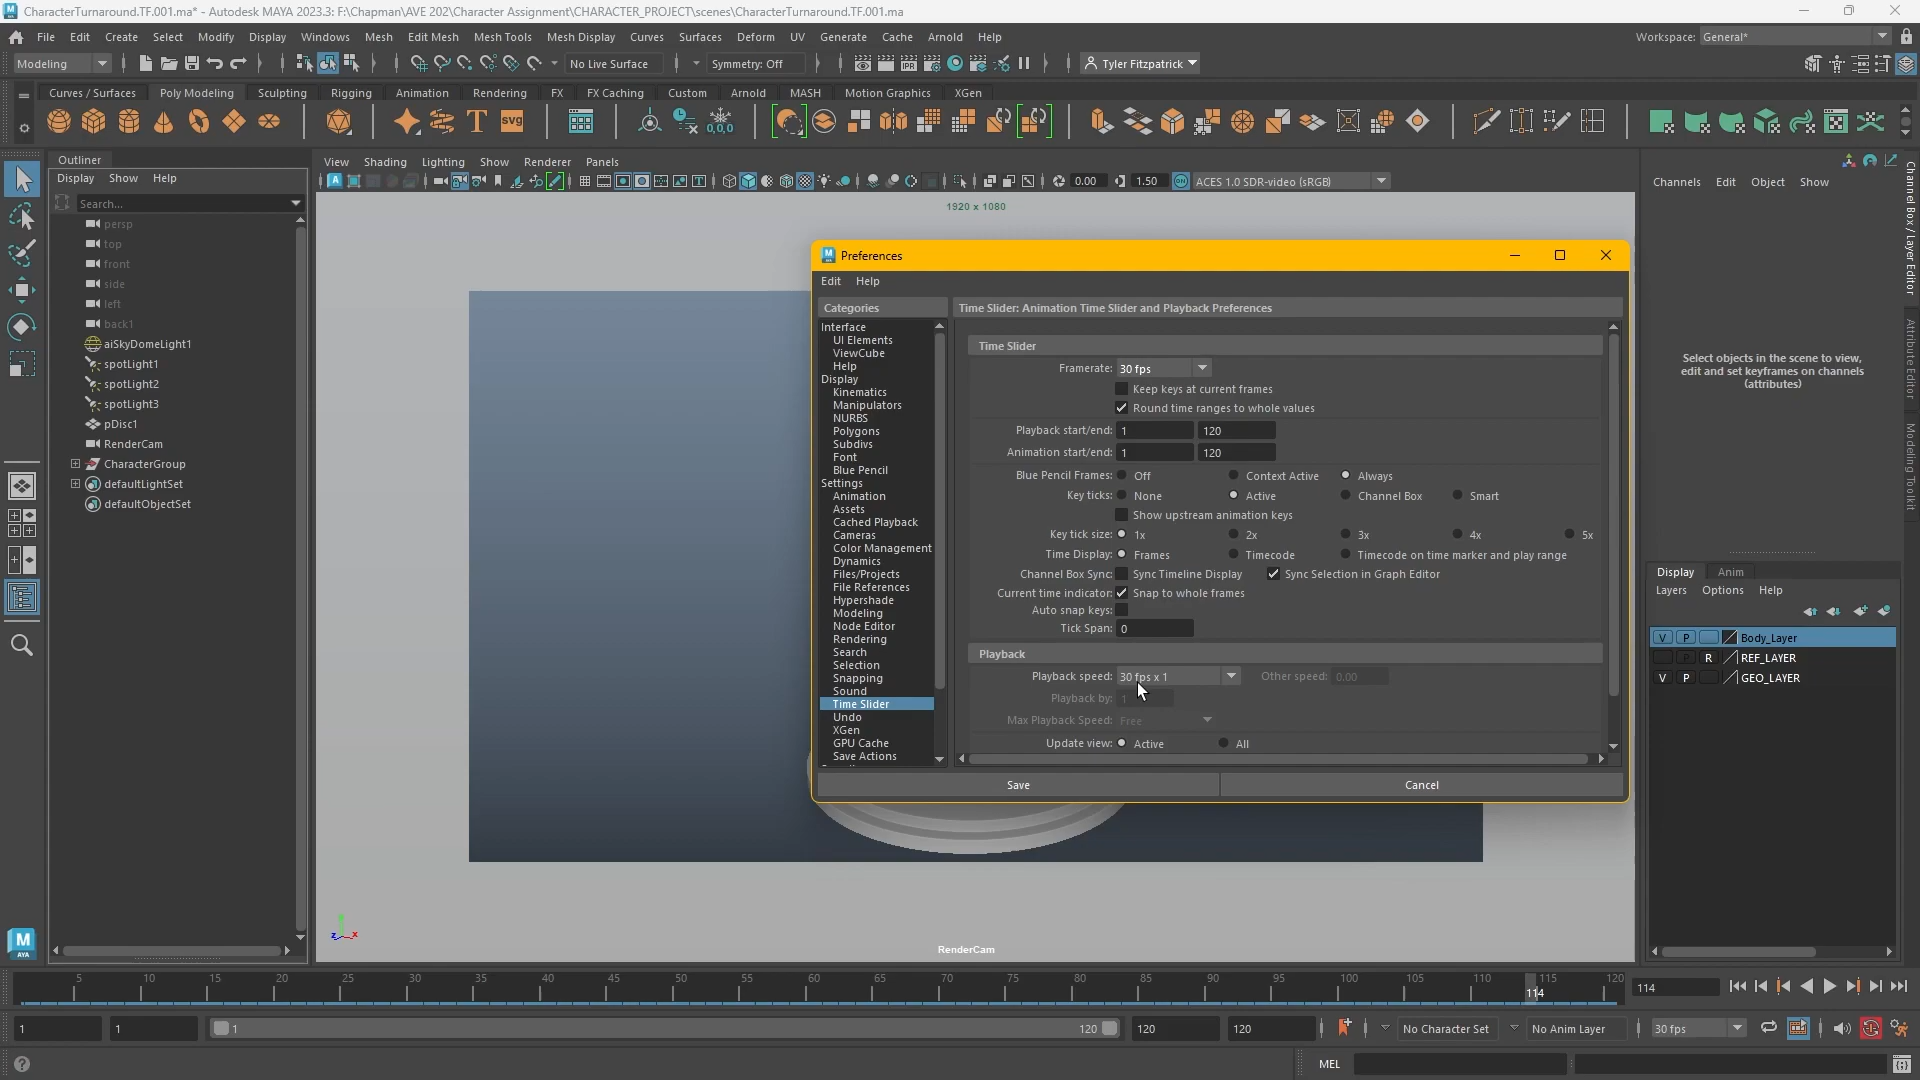 CharacterTurnaround.TF.001.ma* - Autodesk MAYA 2023.3: F:\Chapman\AVE 202\Character Assignment\CHARACTER_PROJECT\scenes\CharacterTurnaround.TF.001.ma
File Edit Create Select Modify Display Windows Mesh Edit Mesh Mesh Tools Mesh Display Curves Surfaces Deform UV Generate Cache Arnold Help Workspace: General*
Modeling No Live Surface Symmetry: Off IPR Tyler Fitzpatrick
Curves / Surfaces Poly Modeling Sculpting Rigging Animation Rendering FX FX Caching Custom Arnold MASH Motion Graphics XGen
T SVG 0,0,0
Outliner
Display Show Help
Search...
persp
top
front
side
left
back1
aiSkyDomeLight1
spotLight1
spotLight2
spotLight3
pDisc1
RenderCam
CharacterGroup
defaultLightSet
defaultObjectSet
View Shading Lighting Show Renderer Panels
0.00 1.50 ACES 1.0 SDR-video (sRGB)
1920 x 1080
Preferences
Edit Help
Categories
Interface
UI Elements
ViewCube
Help
Display
Kinematics
Manipulators
NURBS
Polygons
Subdivs
Font
Blue Pencil
Settings
Animation
Assets
Cached Playback
Cameras
Color Management
Dynamics
Files/Projects
File References
Hypershade
Modeling
Node Editor
Rendering
Search
Selection
Snapping
Sound
Time Slider
Undo
XGen
GPU Cache
Save Actions
Time Slider: Animation Time Slider and Playback Preferences
Time Slider
Framerate: 30 fps
Keep keys at current frames
Round time ranges to whole values
Playback start/end: 1 120
Animation start/end: 1 120
Blue Pencil Frames: Off Context Active Always
Key ticks: None Active Channel Box Smart
Show upstream animation keys
Key tick size: 1x 2x 3x 4x 5x
Time Display: Frames Timecode Timecode on time marker and play range
Channel Box Sync: Sync Timeline Display Sync Selection in Graph Editor
Current time indicator: Snap to whole frames
Auto snap keys:
Tick Span: 0
Playback
Playback speed: 30 fps x 1 Other speed: 0.00
Playback by: 1
Max Playback Speed: Free
Update view: Active All
Save Cancel
RenderCam
Channels Edit Object Show
Select objects in the scene to view,
edit and set keyframes on channels
(attributes)
Channel Box / Layer Editor
Attribute Editor
Modeling Toolkit
Display Anim
Layers Options Help
V P Body_Layer
P R REF_LAYER
V P GEO_LAYER
MAYA
5 10 15 20 25 30 35 40 45 50 55 60 65 70 75 80 85 90 95 100 105 110 115 120
114 114
1 1 1 120 120 120 No Character Set No Anim Layer 30 fps
MEL